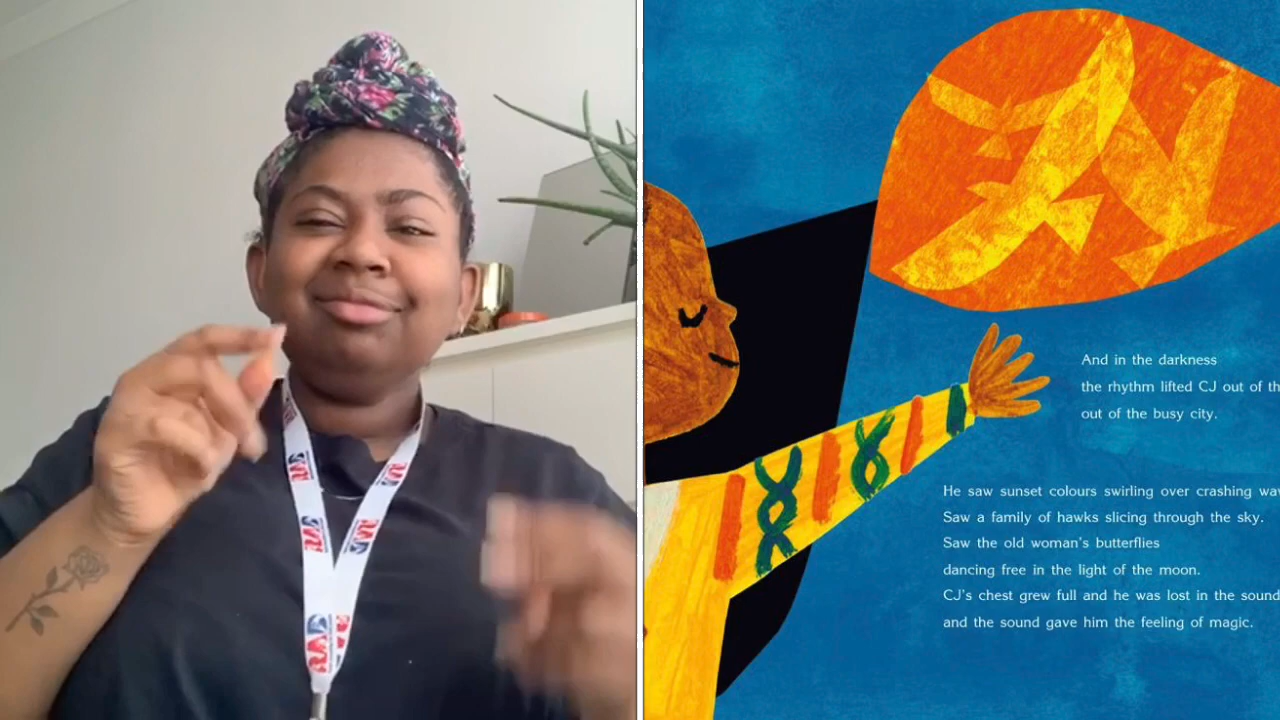 And in the darkness
the rhythm lifted CJ out of th
out of the busy city.
He saw sunset colours swirling over crashing wav
Saw a family of hawks slicing through the sky.
Saw the old woman's butterflies
dancing free in the light of the moon.
CJ's chest grew full and he was lost in the sound
and the sound gave him the feeling of magic.